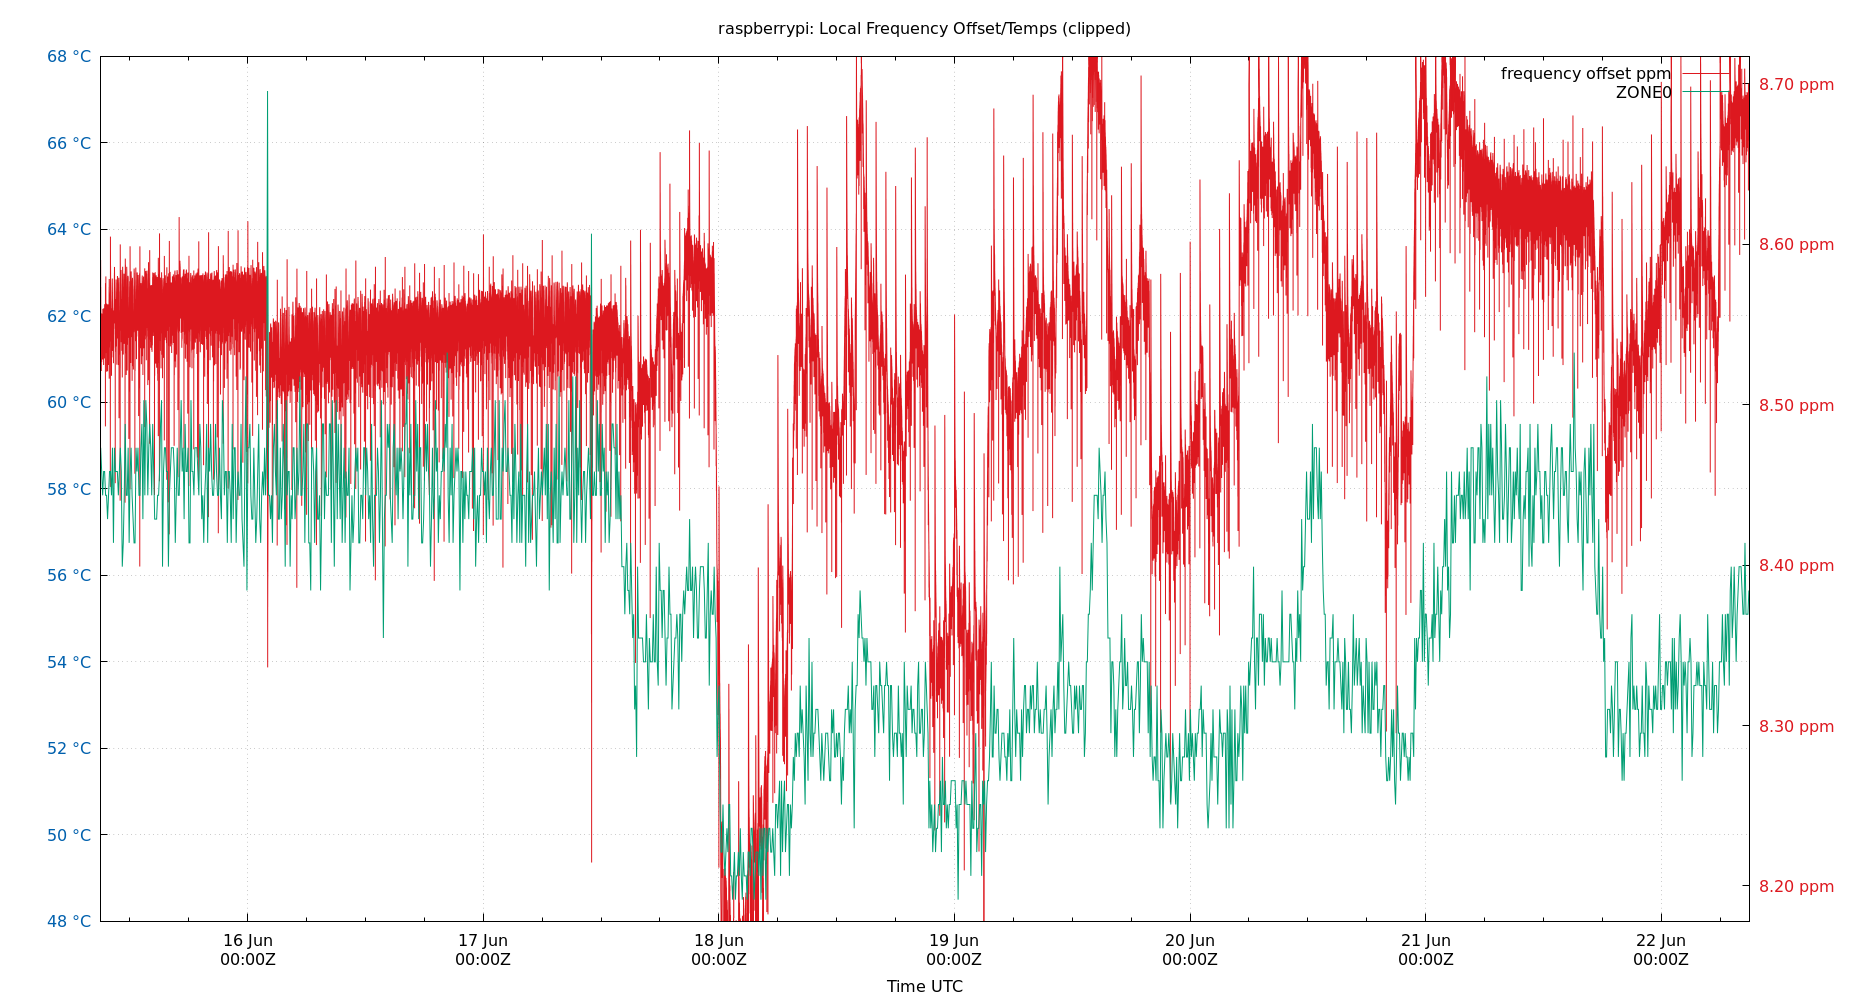 raspberrypi: Local Frequency Offset/Temps (clipped)
68 °C
66 °C
64 °C
62 °C
60 °C
58 °C
56 °C
54 °C
52 °C
50 °C
48 °C
frequency offset ppm
ZONE0
8.70 ppm
8.60 ppm
8.50 ppm
8.40 ppm
8.30 ppm
8.20 ppm
16 Jun
00:00Z
17 Jun
00:00Z
18 Jun
00:00Z
19 Jun
00:00Z
20 Jun
00:00Z
21 Jun
00:00Z
22 Jun
00:00Z
Time UTC